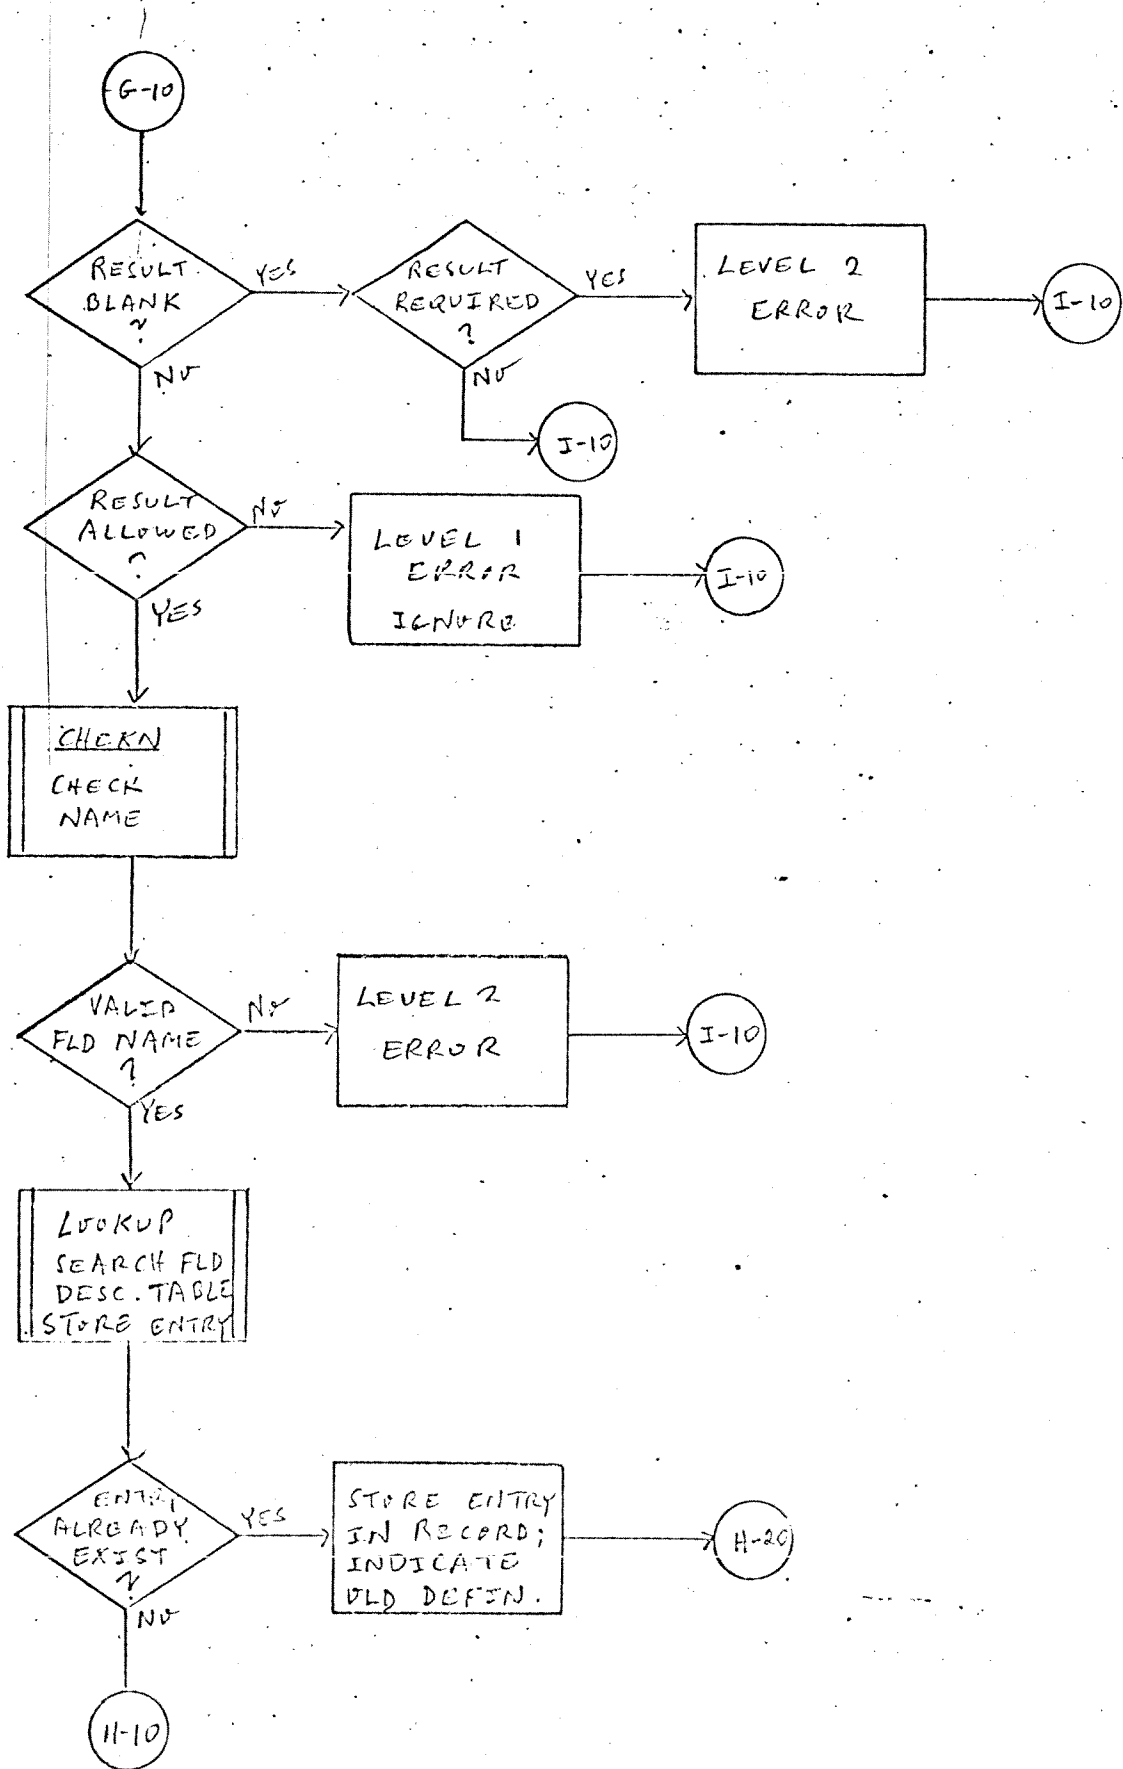 G-10
RESULT
BLANK
?
YES
NO
RESULT
REQUIRED
?
YES
NO
LEVEL 2
ERROR
I-10
I-10
RESULT
ALLOWED
?
NO
YES
LEVEL 1
ERROR
IGNORE
I-10
CHEKN
CHECK
NAME
VALID
FLD NAME
?
NO
YES
LEVEL 2
ERROR
I-10
LOOKUP
SEARCH FLD
DESC. TABLE
STORE ENTRY
ENTRY
ALREADY
EXIST
?
YES
NO
STORE ENTRY
IN RECORD;
INDICATE
OLD DEFIN.
H-20
H-10